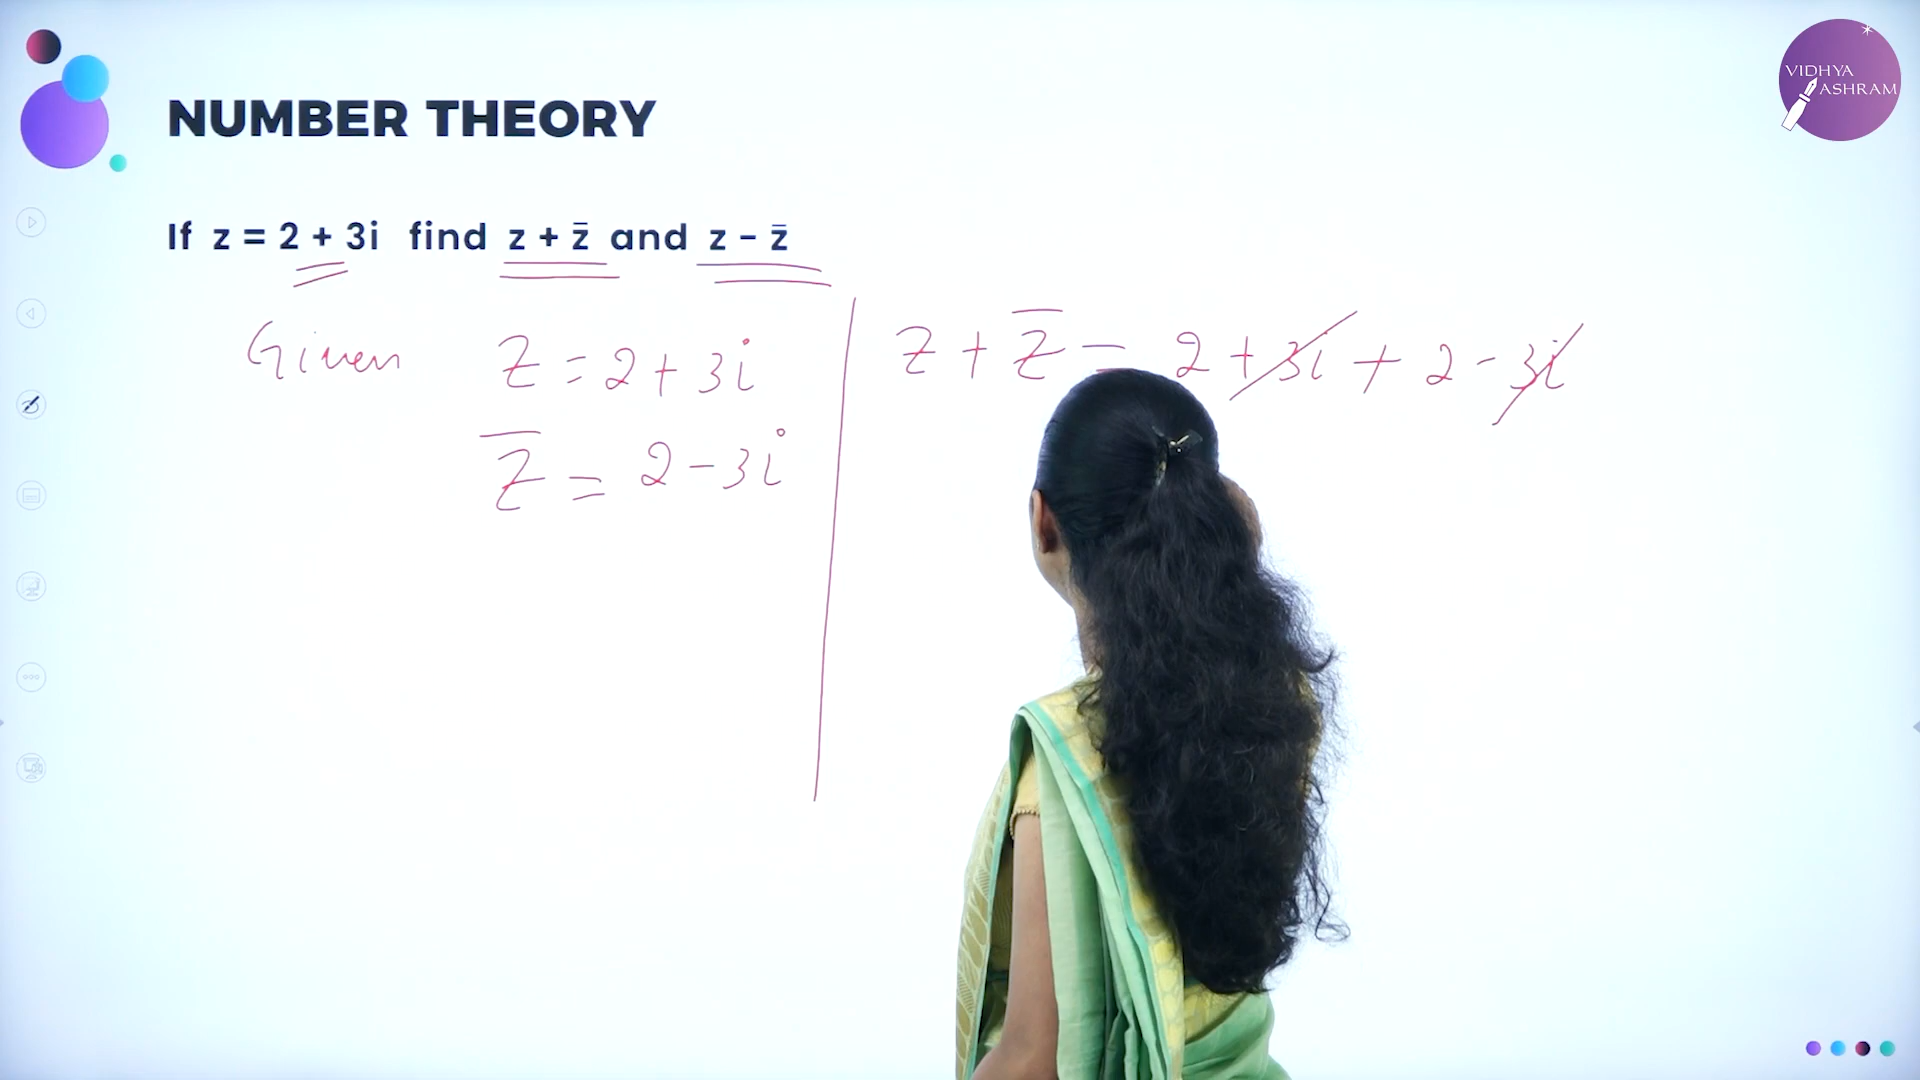 VIDHYA
ASHRAM
NUMBER THEORY
If z = 2 + 3i find z + z̄ and z - z̄
Given z = 2 + 3i
z̄ = 2 - 3i
z + z̄ = 2 + 3i + 2 - 3i